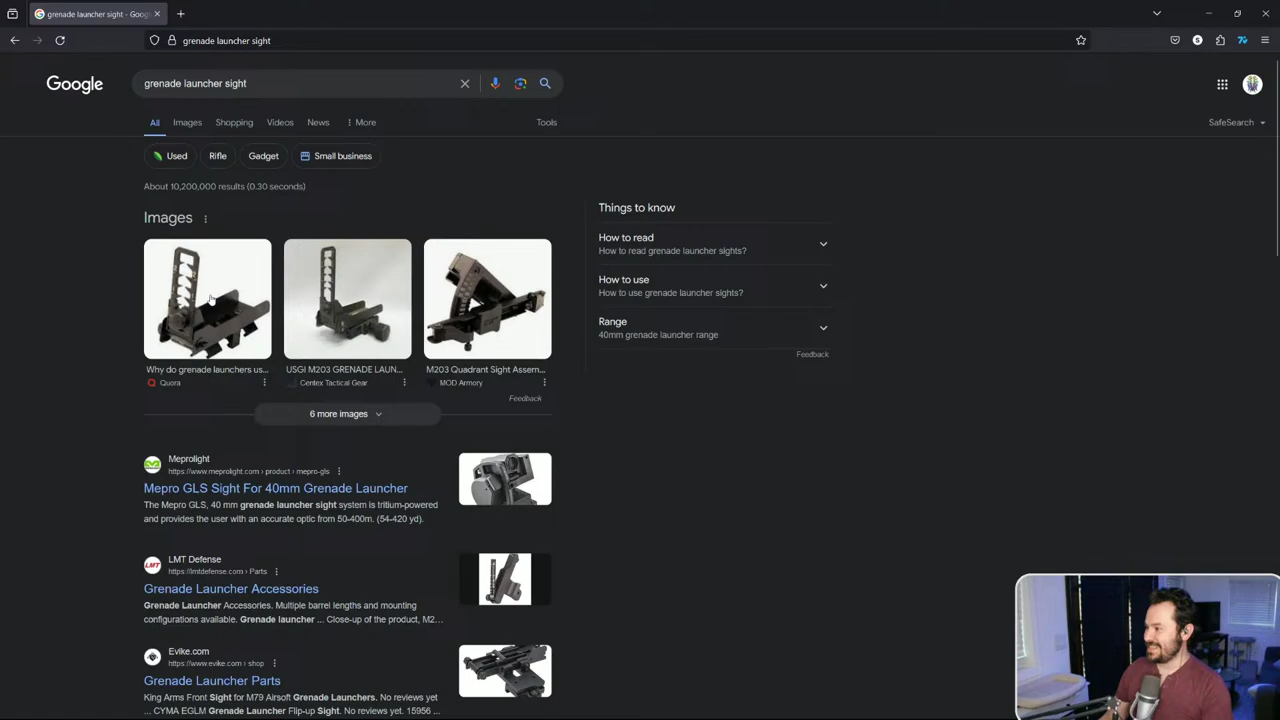 grenade launcher sight - Goog
grenade launcher sight
Google
grenade launcher sight
All
Images
Shopping
Videos
News
More
Tools
SafeSearch
Used
Rifle
Gadget
Small business
About 10,200,000 results (0.30 seconds)
Images
Things to know
How to read
How to read grenade launcher sights?
How to use
How to use grenade launcher sights?
Range
40mm grenade launcher range
Feedback
Why do grenade launchers us...
Quora
USGI M203 GRENADE LAUN...
Centex Tactical Gear
M203 Quadrant Sight Assem...
MOD Armory
Feedback
6 more images
Meprolight
https://www.meprolight.com › product › mepro-gls
Mepro GLS Sight For 40mm Grenade Launcher
The Mepro GLS, 40 mm grenade launcher sight system is tritium-powered
and provides the user with an accurate optic from 50-400m. (54-420 yd).
LMT
LMT Defense
https://lmtdefense.com › Parts
Grenade Launcher Accessories
Grenade Launcher Accessories. Multiple barrel lengths and mounting
configurations available. Grenade launcher ... Close-up of the product, M2...
Evike.com
https://www.evike.com › shop
Grenade Launcher Parts
King Arms Front Sight for M79 Airsoft Grenade Launchers. No reviews yet
... CYMA EGLM Grenade Launcher Flip-up Sight. No reviews yet. 15956 ...